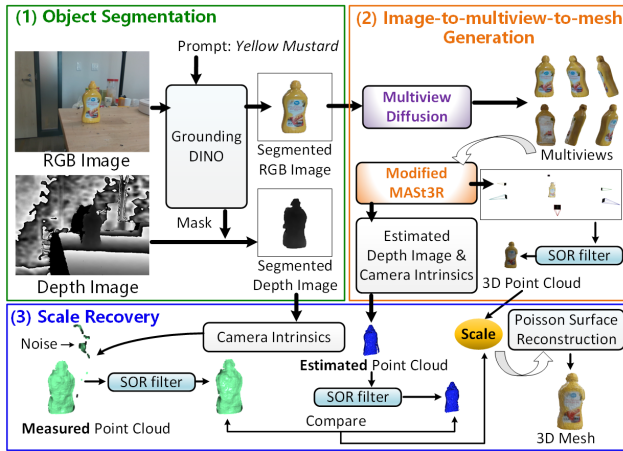 (1) Object Segmentation
Prompt: Yellow Mustard
RGB Image
Grounding
DINO
Segmented
RGB Image
Mask
Depth Image
Segmented
Depth Image
(2) Image-to-multiview-to-mesh
Generation
Multiview
Diffusion
Multiviews
Modified
MASt3R
Estimated
Depth Image &
Camera Intrinsics
SOR filter
3D Point Cloud
(3) Scale Recovery
Noise
Camera Intrinsics
SOR filter
Measured Point Cloud
Estimated Point Cloud
SOR filter
Compare
Scale
Poisson Surface
Reconstruction
3D Mesh